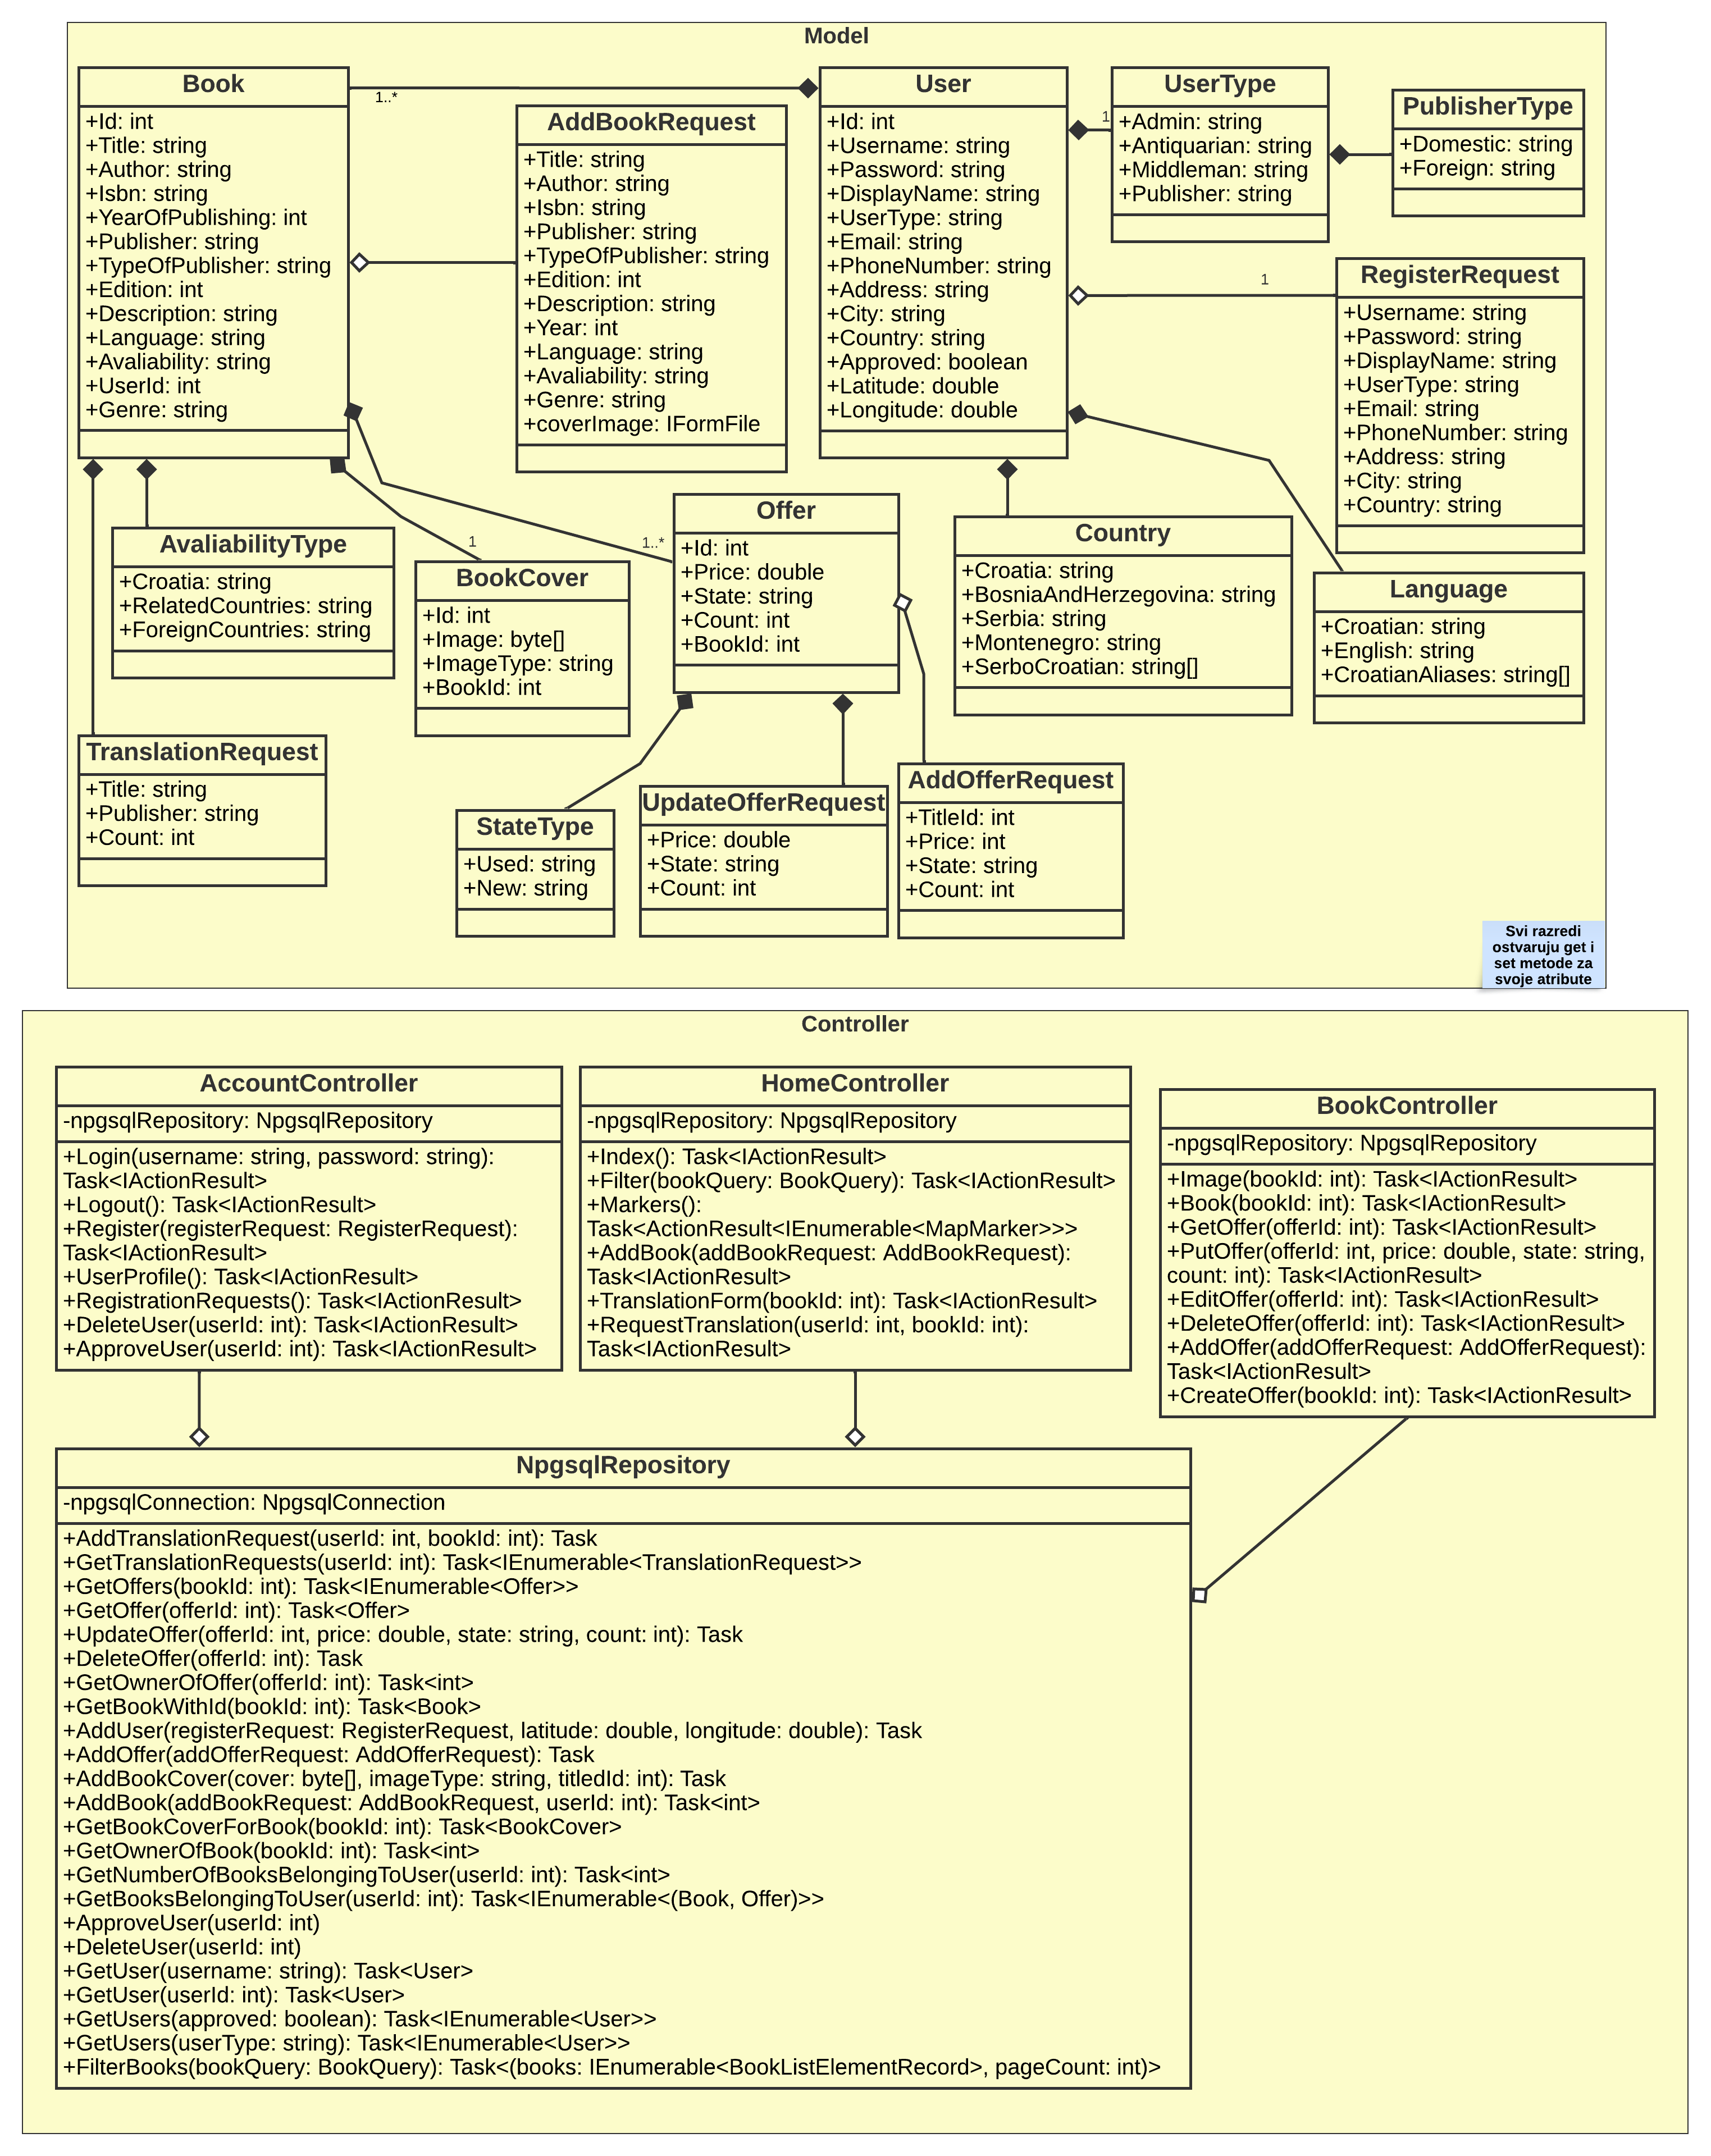 Model
Book
+Id: int
+Title: string
+Author: string
+Isbn: string
+YearOfPublishing: int
+Publisher: string
+TypeOfPublisher: string
+Edition: int
+Description: string
+Language: string
+Avaliability: string
+UserId: int
+Genre: string
1..*
AddBookRequest
+Title: string
+Author: string
+Isbn: string
+Publisher: string
+TypeOfPublisher: string
+Edition: int
+Description: string
+Year: int
+Language: string
+Avaliability: string
+Genre: string
+coverImage: IFormFile
User
+Id: int
+Username: string
+Password: string
+DisplayName: string
+UserType: string
+Email: string
+PhoneNumber: string
+Address: string
+City: string
+Country: string
+Approved: boolean
+Latitude: double
+Longitude: double
1
UserType
+Admin: string
+Antiquarian: string
+Middleman: string
+Publisher: string
PublisherType
+Domestic: string
+Foreign: string
1
RegisterRequest
+Username: string
+Password: string
+DisplayName: string
+UserType: string
+Email: string
+PhoneNumber: string
+Address: string
+City: string
+Country: string
AvaliabilityType
+Croatia: string
+RelatedCountries: string
+ForeignCountries: string
1
BookCover
+Id: int
+Image: byte[]
+ImageType: string
+BookId: int
1..*
Offer
+Id: int
+Price: double
+State: string
+Count: int
+BookId: int
Country
+Croatia: string
+BosniaAndHerzegovina: string
+Serbia: string
+Montenegro: string
+SerboCroatian: string[]
Language
+Croatian: string
+English: string
+CroatianAliases: string[]
TranslationRequest
+Title: string
+Publisher: string
+Count: int
StateType
+Used: string
+New: string
UpdateOfferRequest
+Price: double
+State: string
+Count: int
AddOfferRequest
+TitleId: int
+Price: int
+State: string
+Count: int
Svi razredi
ostvaruju get i
set metode za
svoje atribute
Controller
AccountController
-npgsqlRepository: NpgsqlRepository
+Login(username: string, password: string):
Task<IActionResult>
+Logout(): Task<IActionResult>
+Register(registerRequest: RegisterRequest):
Task<IActionResult>
+UserProfile(): Task<IActionResult>
+RegistrationRequests(): Task<IActionResult>
+DeleteUser(userId: int): Task<IActionResult>
+ApproveUser(userId: int): Task<IActionResult>
HomeController
-npgsqlRepository: NpgsqlRepository
+Index(): Task<IActionResult>
+Filter(bookQuery: BookQuery): Task<IActionResult>
+Markers():
Task<ActionResult<IEnumerable<MapMarker>>>
+AddBook(addBookRequest: AddBookRequest):
Task<IActionResult>
+TranslationForm(bookId: int): Task<IActionResult>
+RequestTranslation(userId: int, bookId: int):
Task<IActionResult>
BookController
-npgsqlRepository: NpgsqlRepository
+Image(bookId: int): Task<IActionResult>
+Book(bookId: int): Task<IActionResult>
+GetOffer(offerId: int): Task<IActionResult>
+PutOffer(offerId: int, price: double, state: string,
count: int): Task<IActionResult>
+EditOffer(offerId: int): Task<IActionResult>
+DeleteOffer(offerId: int): Task<IActionResult>
+AddOffer(addOfferRequest: AddOfferRequest):
Task<IActionResult>
+CreateOffer(bookId: int): Task<IActionResult>
NpgsqlRepository
-npgsqlConnection: NpgsqlConnection
+AddTranslationRequest(userId: int, bookId: int): Task
+GetTranslationRequests(userId: int): Task<IEnumerable<TranslationRequest>>
+GetOffers(bookId: int): Task<IEnumerable<Offer>>
+GetOffer(offerId: int): Task<Offer>
+UpdateOffer(offerId: int, price: double, state: string, count: int): Task
+DeleteOffer(offerId: int): Task
+GetOwnerOfOffer(offerId: int): Task<int>
+GetBookWithId(bookId: int): Task<Book>
+AddUser(registerRequest: RegisterRequest, latitude: double, longitude: double): Task
+AddOffer(addOfferRequest: AddOfferRequest): Task
+AddBookCover(cover: byte[], imageType: string, titledId: int): Task
+AddBook(addBookRequest: AddBookRequest, userId: int): Task<int>
+GetBookCoverForBook(bookId: int): Task<BookCover>
+GetOwnerOfBook(bookId: int): Task<int>
+GetNumberOfBooksBelongingToUser(userId: int): Task<int>
+GetBooksBelongingToUser(userId: int): Task<IEnumerable<(Book, Offer)>>
+ApproveUser(userId: int)
+DeleteUser(userId: int)
+GetUser(username: string): Task<User>
+GetUser(userId: int): Task<User>
+GetUsers(approved: boolean): Task<IEnumerable<User>>
+GetUsers(userType: string): Task<IEnumerable<User>>
+FilterBooks(bookQuery: BookQuery): Task<(books: IEnumerable<BookListElementRecord>, pageCount: int)>